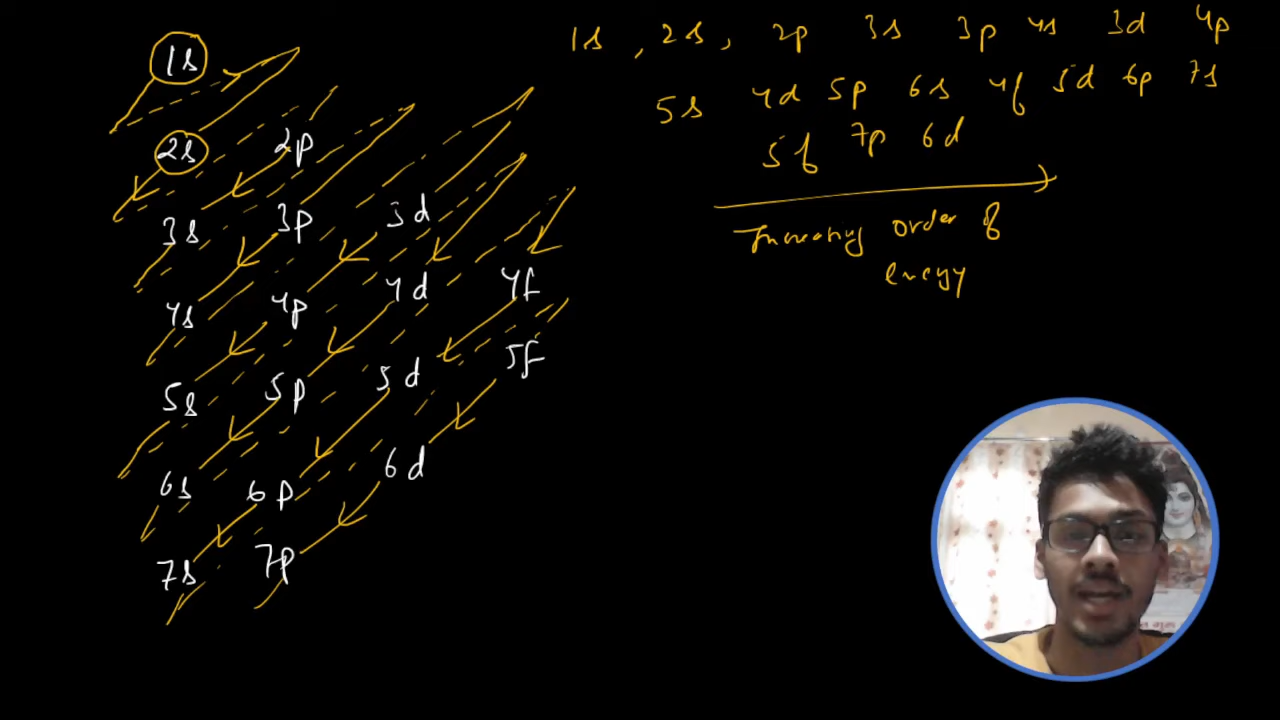 1s
2s 2p
3s 3p 3d
4s 4p 4d 4f
5s 5p 5d 5f
6s 6p 6d
7s 7p
1s , 2s , 2p 3s 3p 4s 3d 4p
5s 4d 5p 6s 4f 5d 6p 7s
5f 7p 6d
Increasing order of
energy